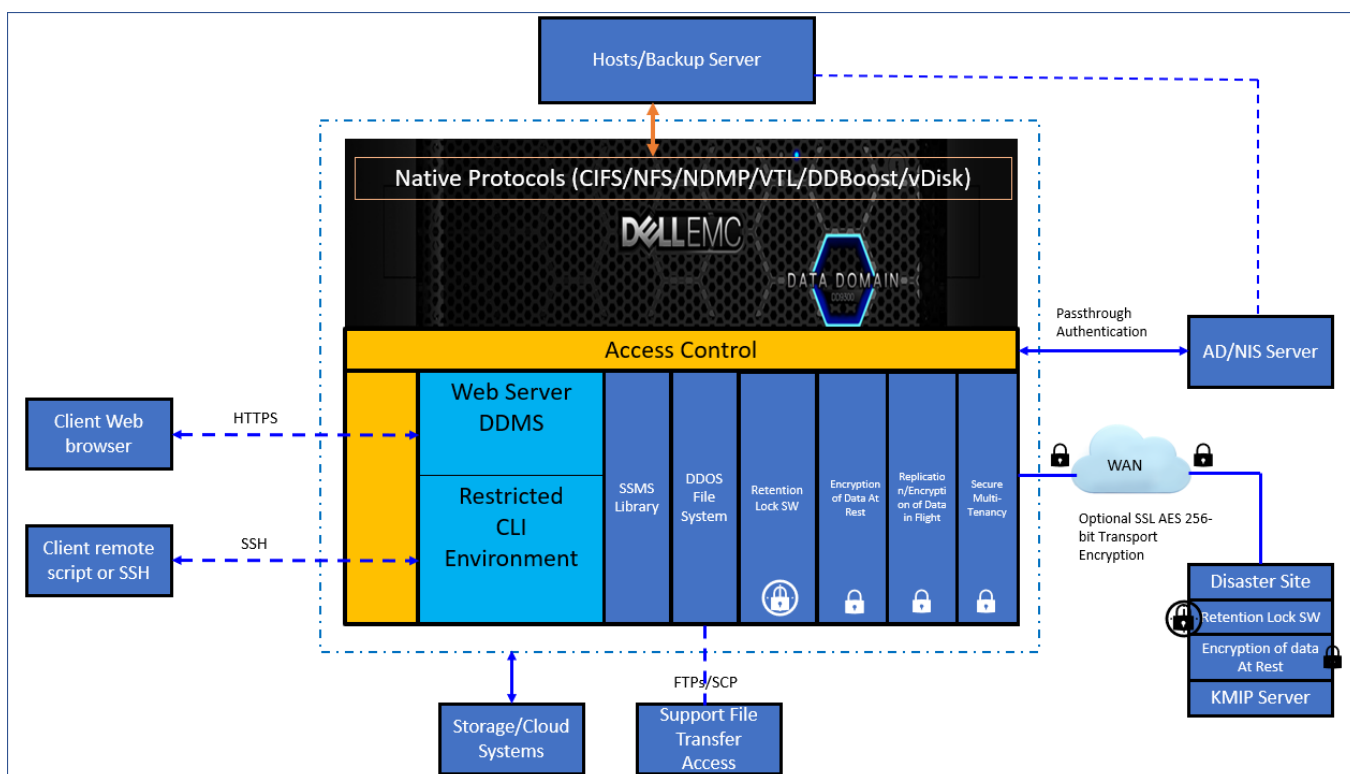 Hosts/Backup Server
Native Protocols (CIFS/NFS/NDMP/VTL/DDBoost/vDisk)
DELLEMC
DATA DOMAIN
DD9300
Access Control
Passthrough
Authentication
AD/NIS Server
Client Web
browser
HTTPS
Web Server
DDMS
Restricted
CLI
Environment
SSMS
Library
DDOS
File
System
Retention
Lock SW
Encryption
of Data At
Rest
Replicatio
n/Encrypti
on of Data
in Flight
Secure
Multi-
Tenancy
WAN
Optional SSL AES 256-
bit Transport
Encryption
Client remote
script or SSH
SSH
Disaster Site
Retention Lock SW
Encryption of data
At Rest
KMIP Server
FTPs/SCP
Storage/Cloud
Systems
Support File
Transfer
Access